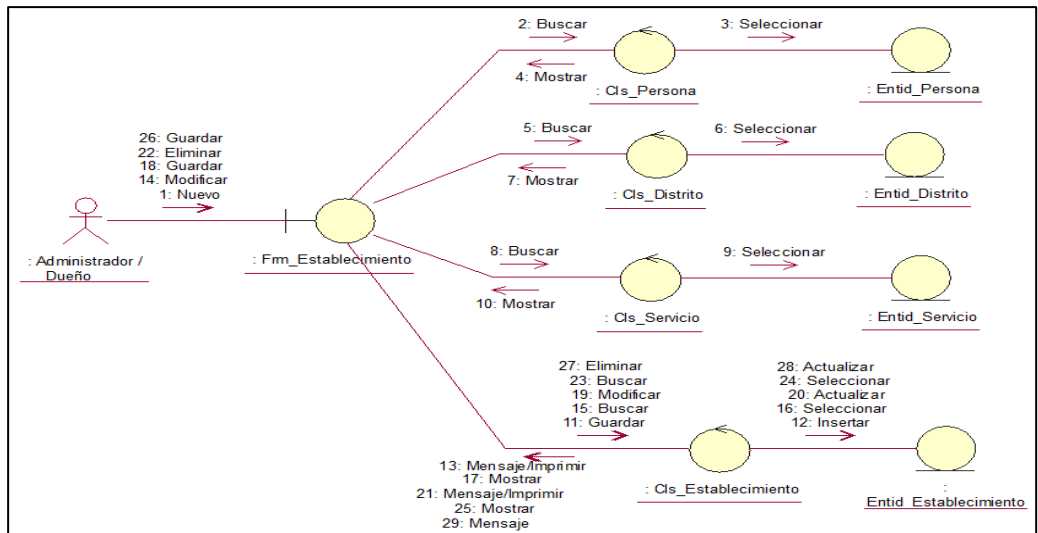 2: Buscar
3: Seleccionar
4: Mostrar
: Cls_Persona
: Entid_Persona
26: Guardar
22: Eliminar
18: Guardar
14: Modificar
1: Nuevo
5: Buscar
6: Seleccionar
7: Mostrar
: Cls_Distrito
: Entid_Distrito
: Administrador /
Dueño
: Frm_Establecimiento
8: Buscar
9: Seleccionar
10: Mostrar
: Cls_Servicio
: Entid_Servicio
27: Eliminar
23: Buscar
19: Modificar
15: Buscar
11: Guardar
28: Actualizar
24: Seleccionar
20: Actualizar
16: Seleccionar
12: Insertar
13: Mensaje/Imprimir
17: Mostrar
21: Mensaje/Imprimir
25: Mostrar
29: Mensaje
: Cls_Establecimiento
:
Entid_Establecimiento